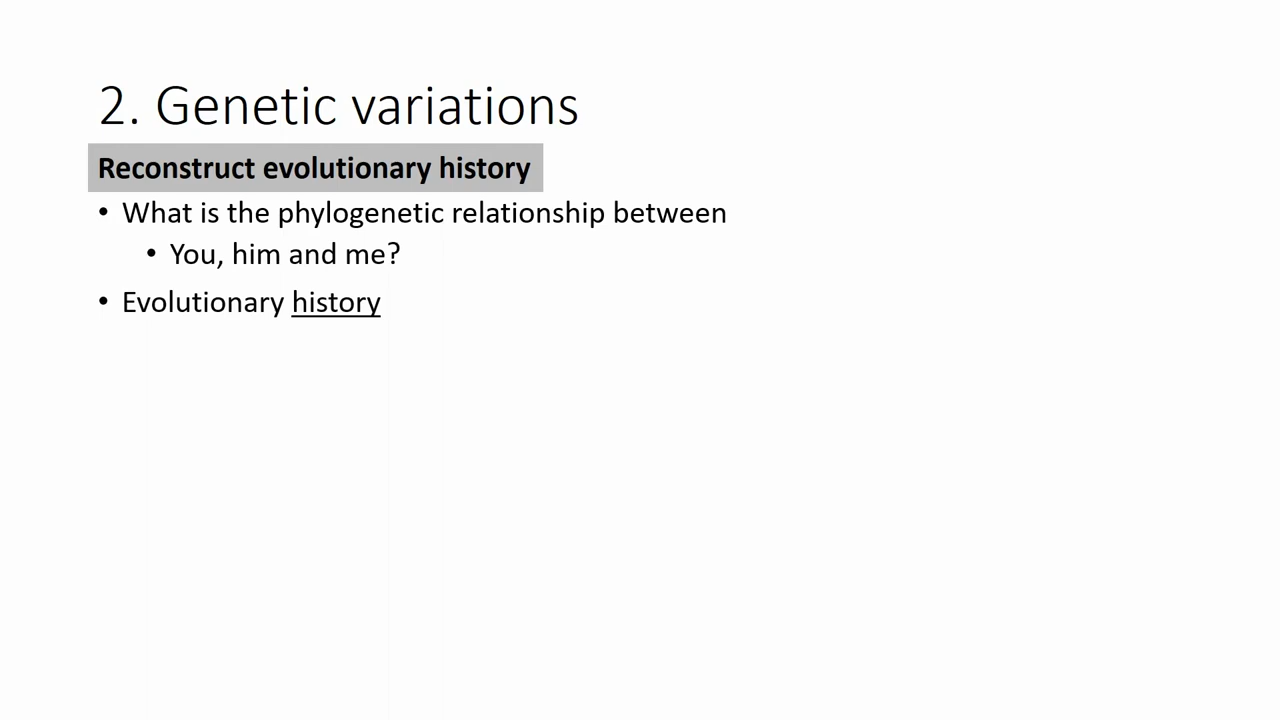 2. Genetic variations
Reconstruct evolutionary history
• What is the phylogenetic relationship between
• You, him and me?
• Evolutionary history